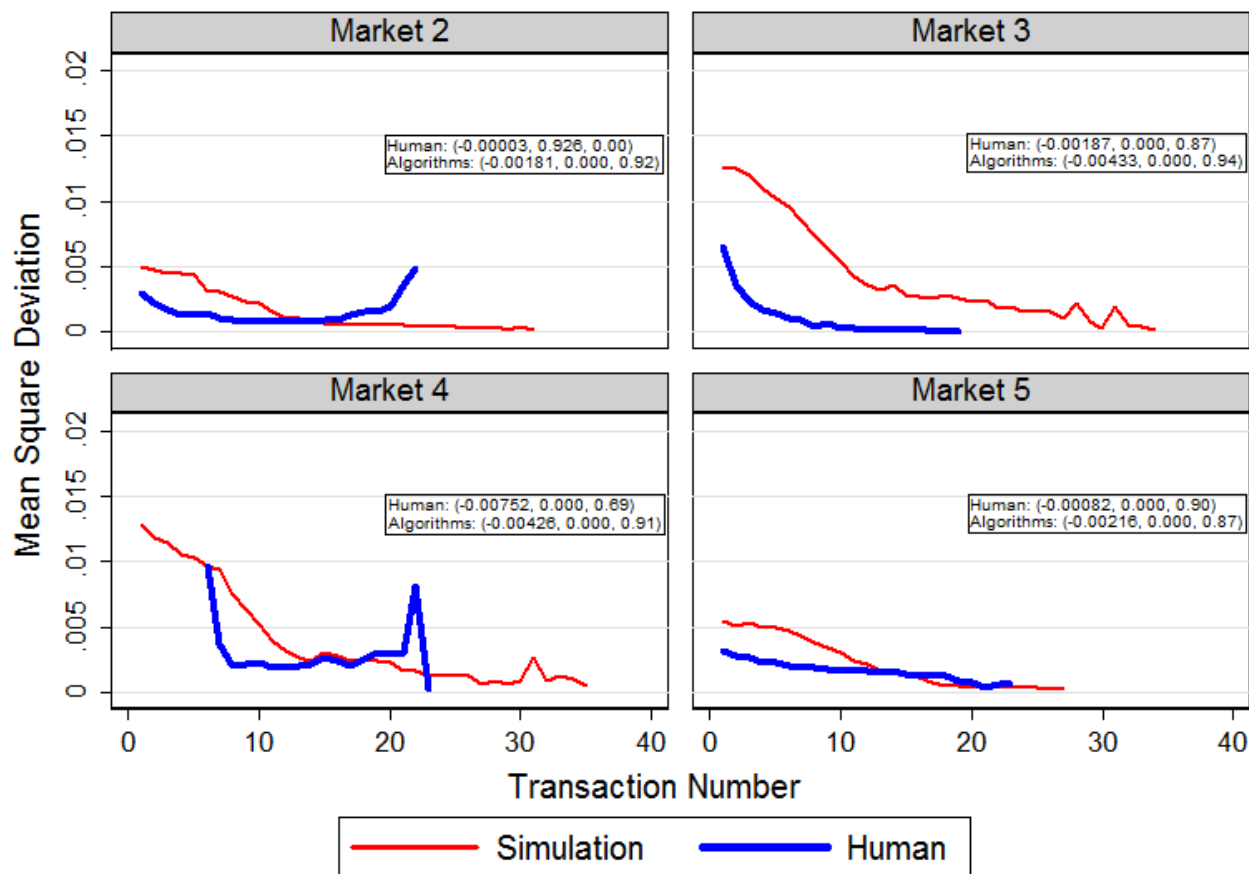 Market 2
Market 3
.02
.015
.01
.005
0
Human: (-0.00003, 0.926, 0.00)
Algorithms: (-0.00181, 0.000, 0.92)
Human: (-0.00187, 0.000, 0.87)
Algorithms: (-0.00433, 0.000, 0.94)
Mean Square Deviation
Market 4
Market 5
.02
.015
.01
.005
0
Human: (-0.00752, 0.000, 0.69)
Algorithms: (-0.00426, 0.000, 0.91)
Human: (-0.00082, 0.000, 0.90)
Algorithms: (-0.00216, 0.000, 0.87)
0 10 20 30 40
0 10 20 30 40
Transaction Number
Simulation
Human